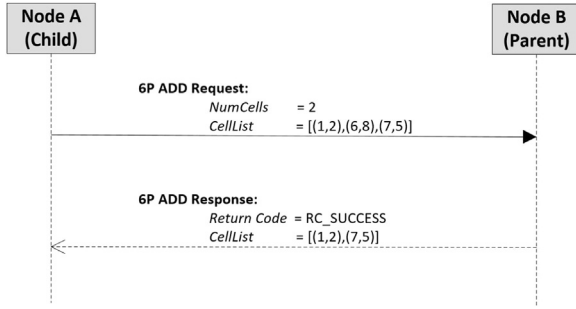 Node A
(Child)
Node B
(Parent)
6P ADD Request:
NumCells = 2
CellList = [(1,2),(6,8),(7,5)]
6P ADD Response:
Return Code = RC_SUCCESS
CellList = [(1,2),(7,5)]